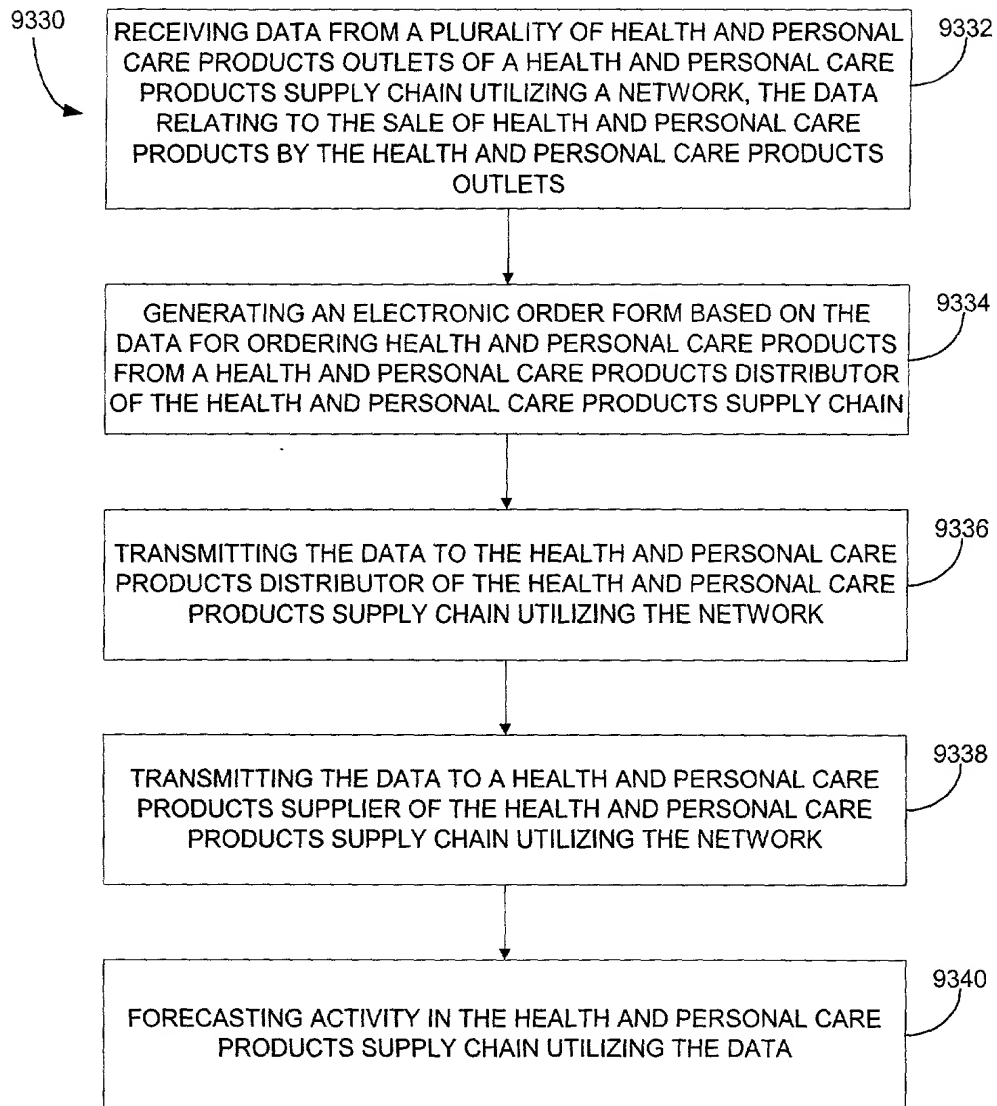 9330
RECEIVING DATA FROM A PLURALITY OF HEALTH AND PERSONAL
CARE PRODUCTS OUTLETS OF A HEALTH AND PERSONAL CARE
PRODUCTS SUPPLY CHAIN UTILIZING A NETWORK, THE DATA
RELATING TO THE SALE OF HEALTH AND PERSONAL CARE
PRODUCTS BY THE HEALTH AND PERSONAL CARE PRODUCTS
OUTLETS
9332
GENERATING AN ELECTRONIC ORDER FORM BASED ON THE
DATA FOR ORDERING HEALTH AND PERSONAL CARE PRODUCTS
FROM A HEALTH AND PERSONAL CARE PRODUCTS DISTRIBUTOR
OF THE HEALTH AND PERSONAL CARE PRODUCTS SUPPLY CHAIN
9334
TRANSMITTING THE DATA TO THE HEALTH AND PERSONAL CARE
PRODUCTS DISTRIBUTOR OF THE HEALTH AND PERSONAL CARE
PRODUCTS SUPPLY CHAIN UTILIZING THE NETWORK
9336
TRANSMITTING THE DATA TO A HEALTH AND PERSONAL CARE
PRODUCTS SUPPLIER OF THE HEALTH AND PERSONAL CARE
PRODUCTS SUPPLY CHAIN UTILIZING THE NETWORK
9338
FORECASTING ACTIVITY IN THE HEALTH AND PERSONAL CARE
PRODUCTS SUPPLY CHAIN UTILIZING THE DATA
9340